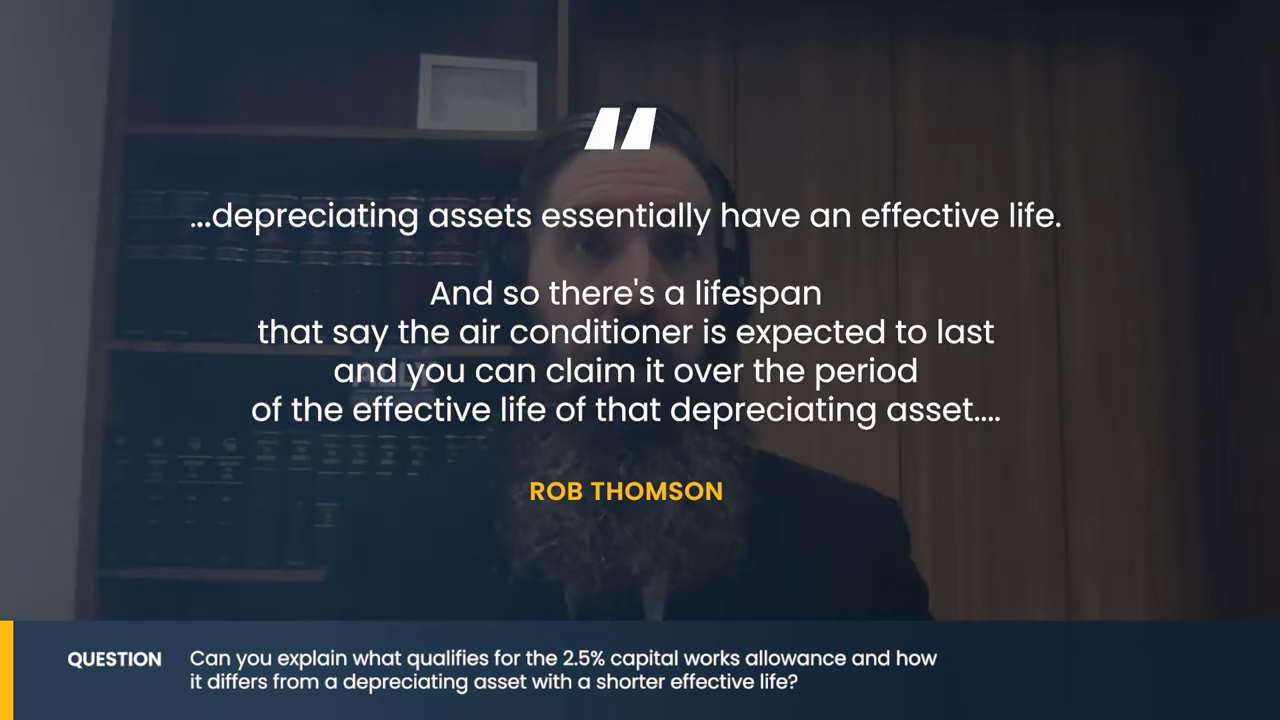 ...depreciating assets essentially have an effective life.
And so there's a lifespan
that say the air conditioner is expected to last
and you can claim it over the period
of the effective life of that depreciating asset....
ROB THOMSON
QUESTION
Can you explain what qualifies for the 2.5% capital works allowance and how
it differs from a depreciating asset with a shorter effective life?